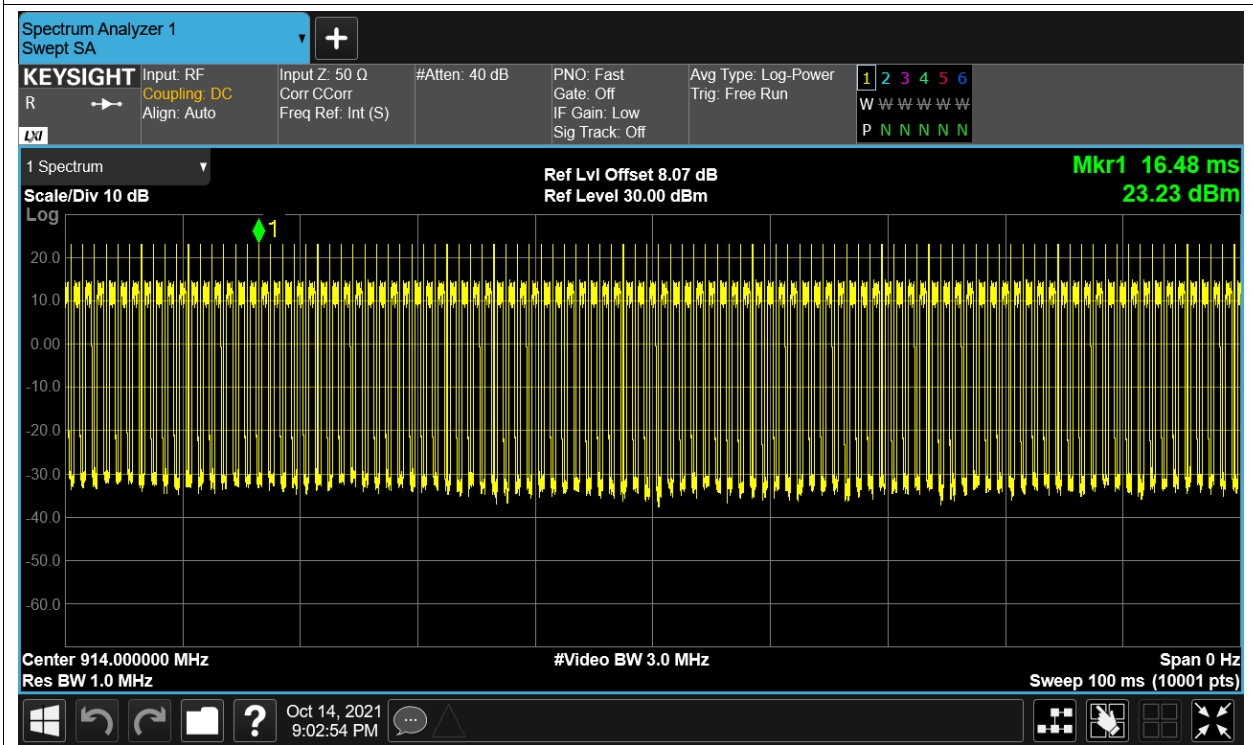 Spectrum Analyzer 1
Swept SA
+
KEYSIGHT
R
LXI
Input: RF
Coupling: DC
Align: Auto
Input Z: 50 Ω
Corr CCorr
Freq Ref: Int (S)
#Atten: 40 dB
PNO: Fast
Gate: Off
IF Gain: Low
Sig Track: Off
Avg Type: Log-Power
Trig: Free Run
1 2 3 4 5 6
W W W W W W
P N N N N N
1 Spectrum
Scale/Div 10 dB
Log
Ref Lvl Offset 8.07 dB
Ref Level 30.00 dBm
Mkr1 16.48 ms
23.23 dBm
1
20.0
10.0
0.00
-10.0
-20.0
-30.0
-40.0
-50.0
-60.0
Center 914.000000 MHz
Res BW 1.0 MHz
#Video BW 3.0 MHz
Span 0 Hz
Sweep 100 ms (10001 pts)
?
Oct 14, 2021
9:02:54 PM